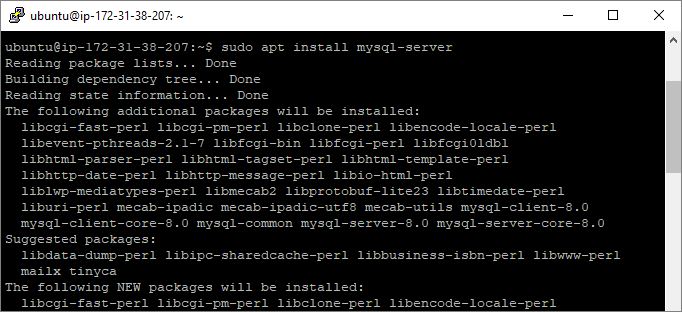 ubuntu@ip-172-31-38-207: ~
ubuntu@ip-172-31-38-207:~$ sudo apt install mysql-server
Reading package lists... Done
Building dependency tree... Done
Reading state information... Done
The following additional packages will be installed:
  libcgi-fast-perl libcgi-pm-perl libclone-perl libencode-locale-perl
  libevent-pthreads-2.1-7 libfcgi-bin libfcgi-perl libfcgi0ldbl
  libhtml-parser-perl libhtml-tagset-perl libhtml-template-perl
  libhttp-date-perl libhttp-message-perl libio-html-perl
  liblwp-mediatypes-perl libmecab2 libprotobuf-lite23 libtimedate-perl
  liburi-perl mecab-ipadic mecab-ipadic-utf8 mecab-utils mysql-client-8.0
  mysql-client-core-8.0 mysql-common mysql-server-8.0 mysql-server-core-8.0
Suggested packages:
  libdata-dump-perl libipc-sharedcache-perl libbusiness-isbn-perl libwww-perl
  mailx tinyca
The following NEW packages will be installed:
  libcgi-fast-perl libcgi-pm-perl libclone-perl libencode-locale-perl